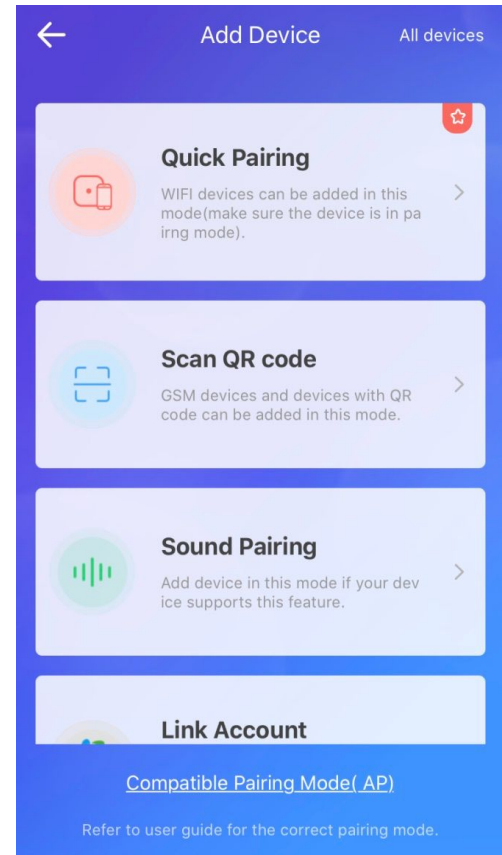 Add Device
All devices
Quick Pairing
WIFI devices can be added in this
mode(make sure the device is in pa
irng mode).
Scan QR code
GSM devices and devices with QR
code can be added in this mode.
Sound Pairing
Add device in this mode if your dev
ice supports this feature.
Link Account
Compatible Pairing Mode( AP)
Refer to user guide for the correct pairing mode.